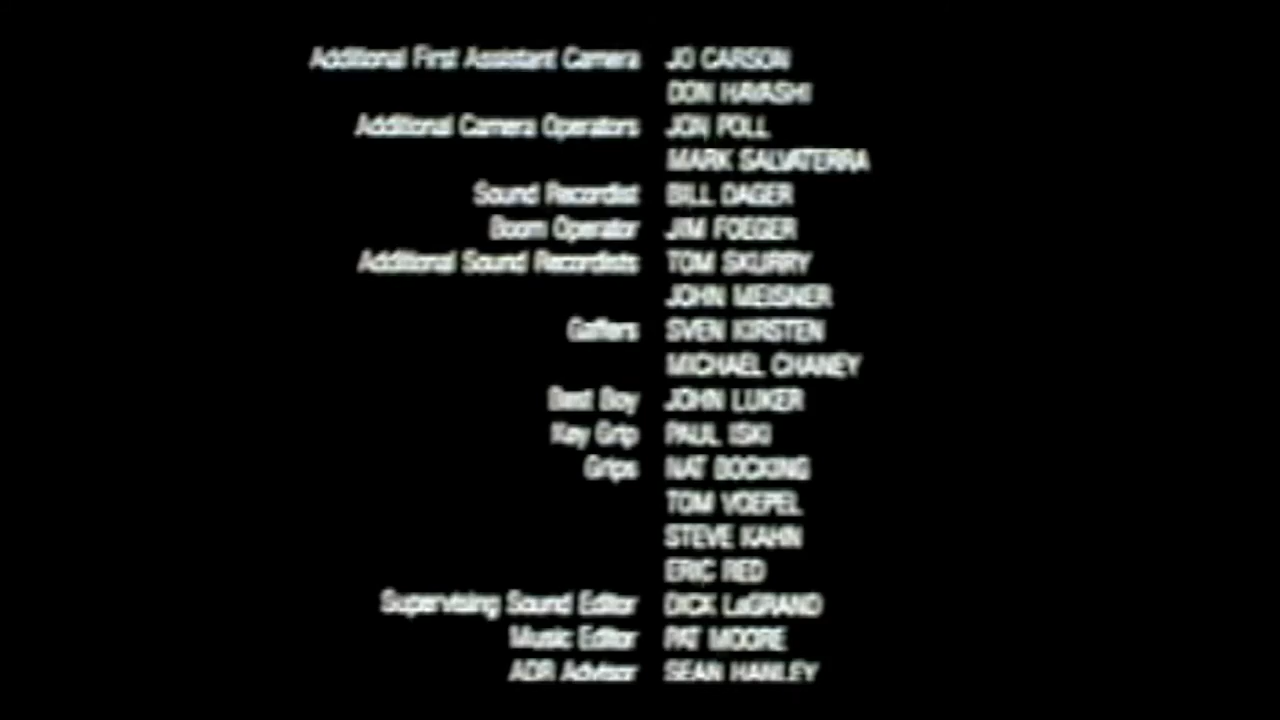 Additional First Assistant Camera JO CARSON
DON HAYASHI
Additional Camera Operators JON POLL
MARK SALVATERRA
Sound Recordist BILL DAGER
Boom Operator JIM FOEGER
Additional Sound Recordists TOM SKURRY
JOHN MEISNER
Gaffers SVEN KIRSTEN
MICHAEL CHANEY
Best Boy JOHN LUKER
Key Grip PAUL ISKI
Grips NAT BOCKING
TOM VOEPEL
STEVE KAHN
ERIC RED
Supervising Sound Editor DICK LeGRAND
Music Editor PAT MOORE
ADR Advisor SEAN HANLEY